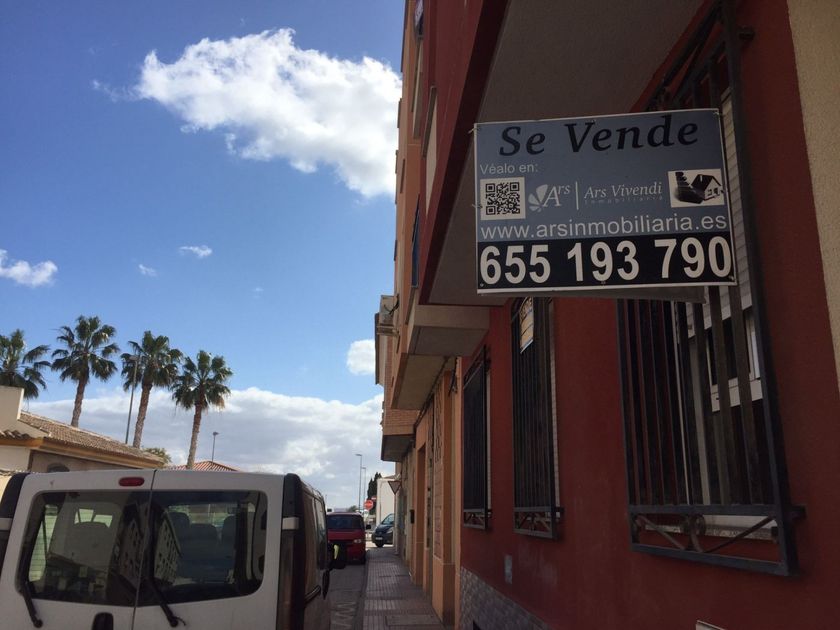 Se Vende
Véalo en:
Ars | Ars Vivendi
inmobiliaria
www.arsinmobiliaria.es
655 193 790